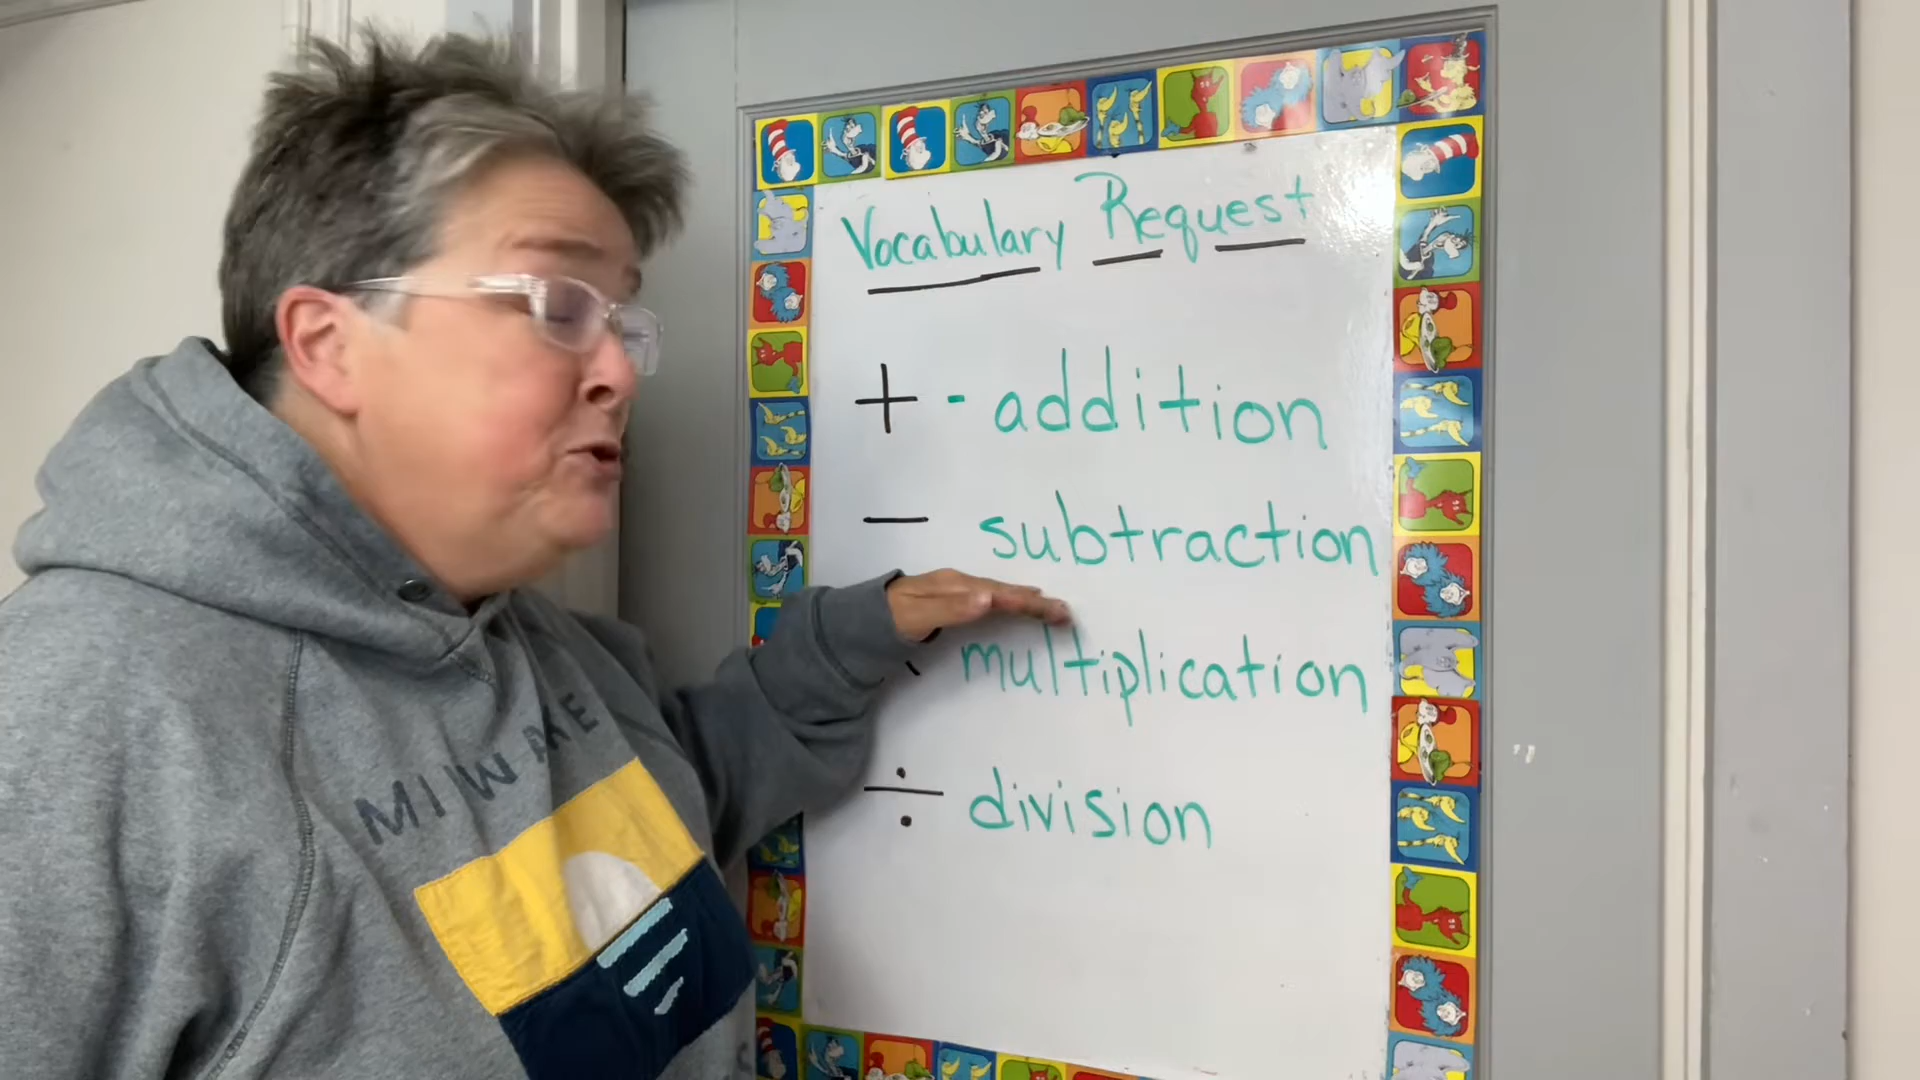 Vocabulary Request
+ - addition
— subtraction
multiplication
÷ division